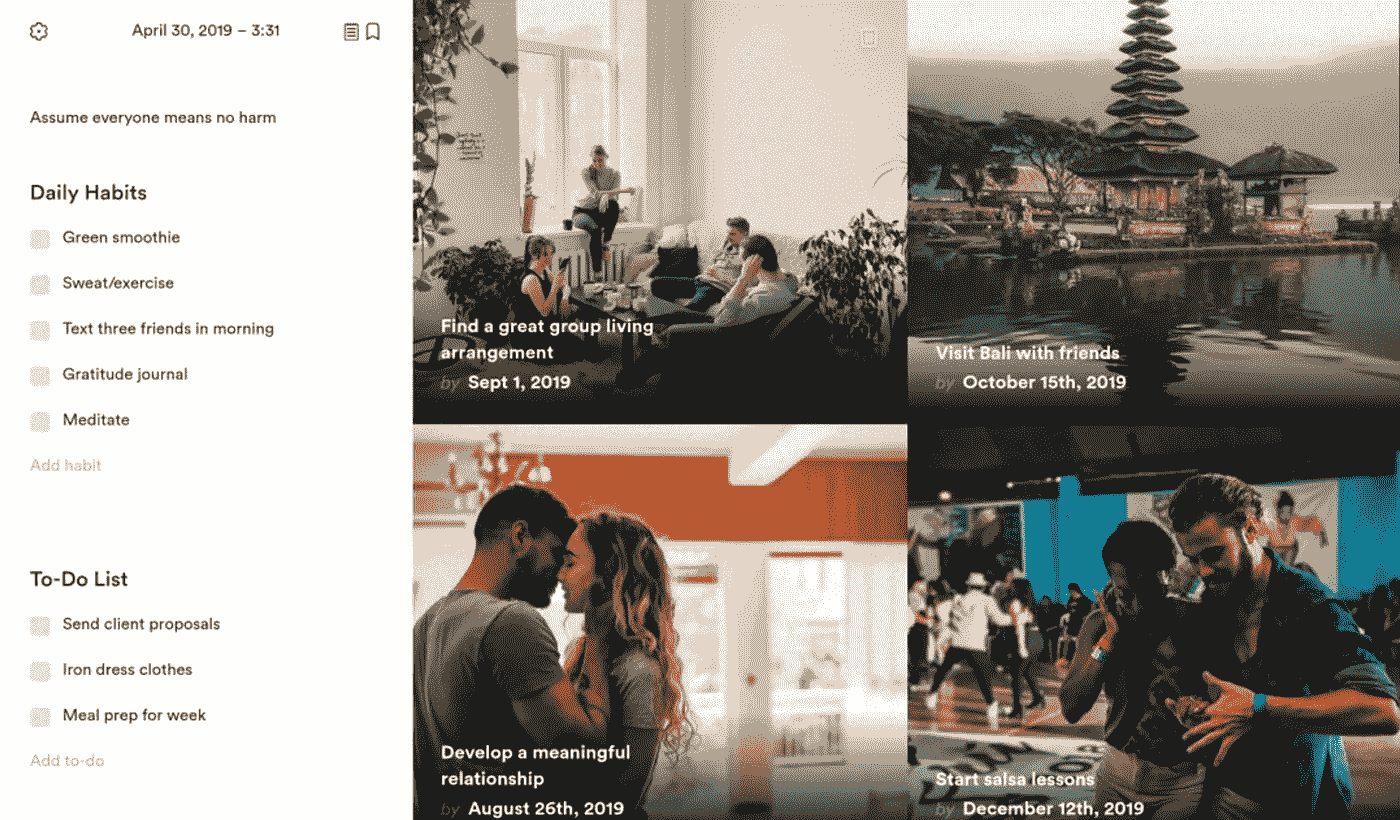 April 30, 2019 – 3:31
Assume everyone means no harm
Daily Habits
Green smoothie
Sweat/exercise
Text three friends in morning
Gratitude journal
Meditate
Add habit
To-Do List
Send client proposals
Iron dress clothes
Meal prep for week
Add to-do
Find a great group living
arrangement
by Sept 1, 2019
Visit Bali with friends
by October 15th, 2019
Develop a meaningful
relationship
by August 26th, 2019
Start salsa lessons
by December 12th, 2019